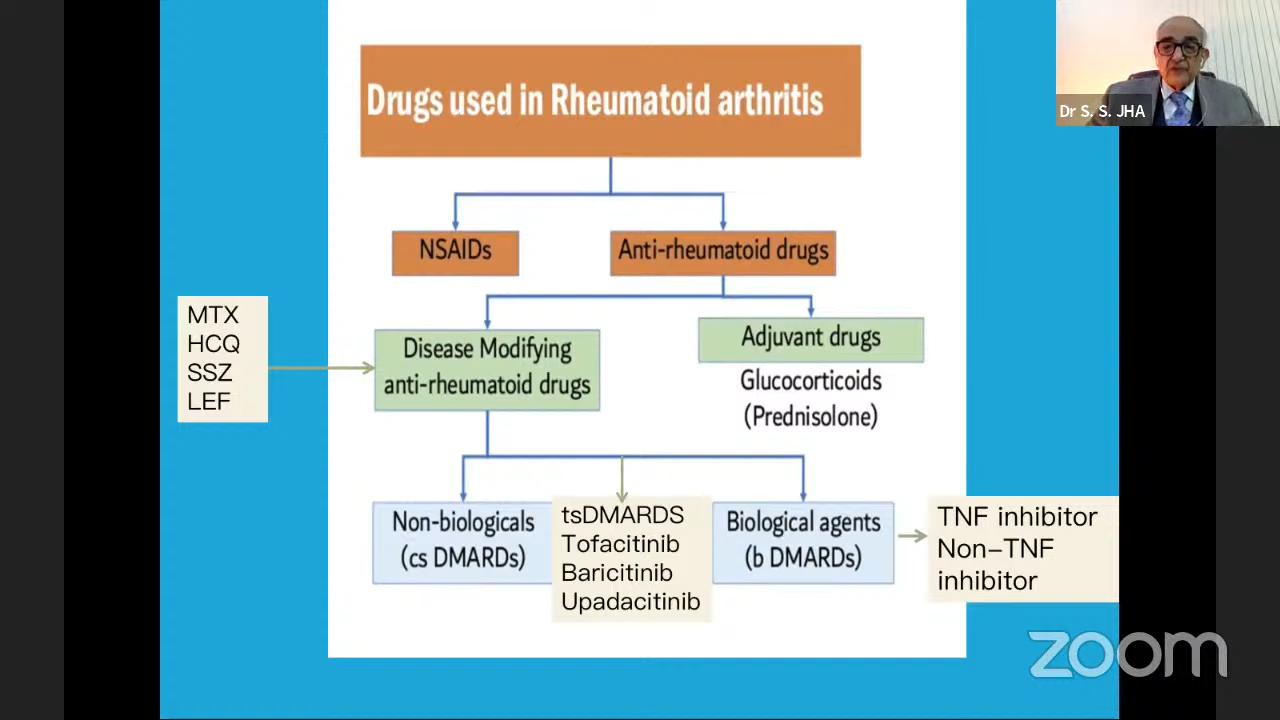 Drugs used in Rheumatoid arthritis
Dr S. S. JHA
NSAIDs
Anti-rheumatoid drugs
MTX
HCQ
SSZ
LEF
Disease Modifying
anti-rheumatoid drugs
Adjuvant drugs
Glucocorticoids
(Prednisolone)
Non-biologicals
(cs DMARDs)
tsDMARDS
Tofacitinib
Baricitinib
Upadacitinib
Biological agents
(b DMARDs)
TNF inhibitor
Non-TNF
inhibitor
zoom